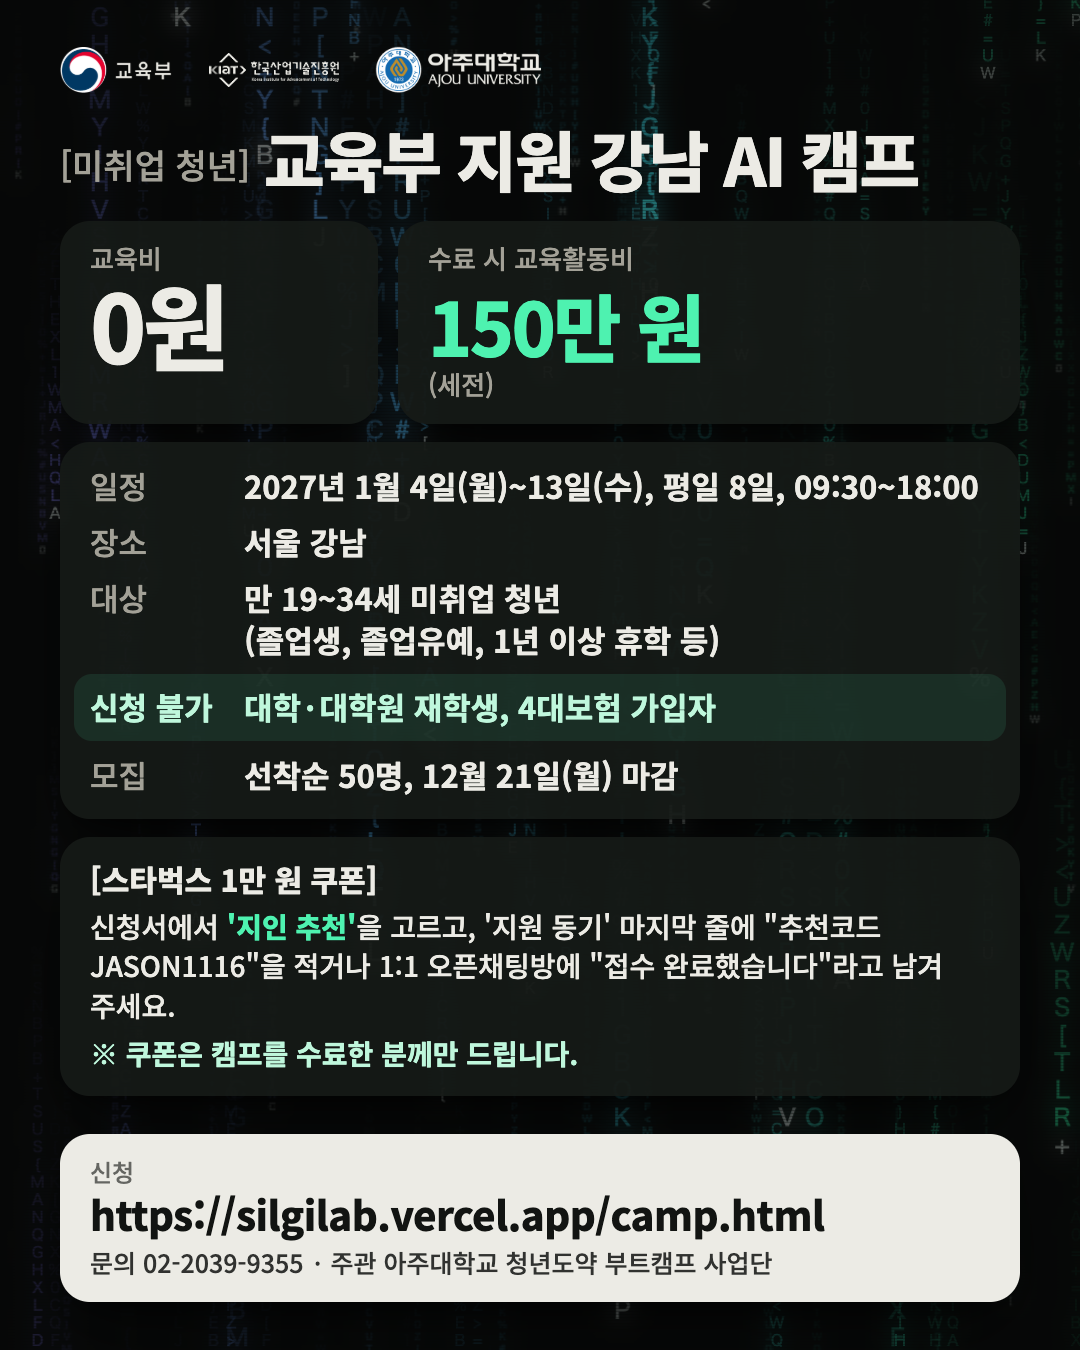 교육부
KIAT 한국산업기술진흥원
Korea Institute for Advancement of Technology
아주대학교
AJOU UNIVERSITY
[미취업 청년] 교육부 지원 강남 AI 캠프
교육비
0원
수료 시 교육활동비
150만 원
(세전)
일정 2027년 1월 4일(월)~13일(수), 평일 8일, 09:30~18:00
장소 서울 강남
대상 만 19~34세 미취업 청년
(졸업생, 졸업유예, 1년 이상 휴학 등)
신청 불가 대학·대학원 재학생, 4대보험 가입자
모집 선착순 50명, 12월 21일(월) 마감
[스타벅스 1만 원 쿠폰]
신청서에서 '지인 추천'을 고르고, '지원 동기' 마지막 줄에 "추천코드
JASON1116"을 적거나 1:1 오픈채팅방에 "접수 완료했습니다"라고 남겨
주세요.
※ 쿠폰은 캠프를 수료한 분께만 드립니다.
신청
https://silgilab.vercel.app/camp.html
문의 02-2039-9355 · 주관 아주대학교 청년도약 부트캠프 사업단